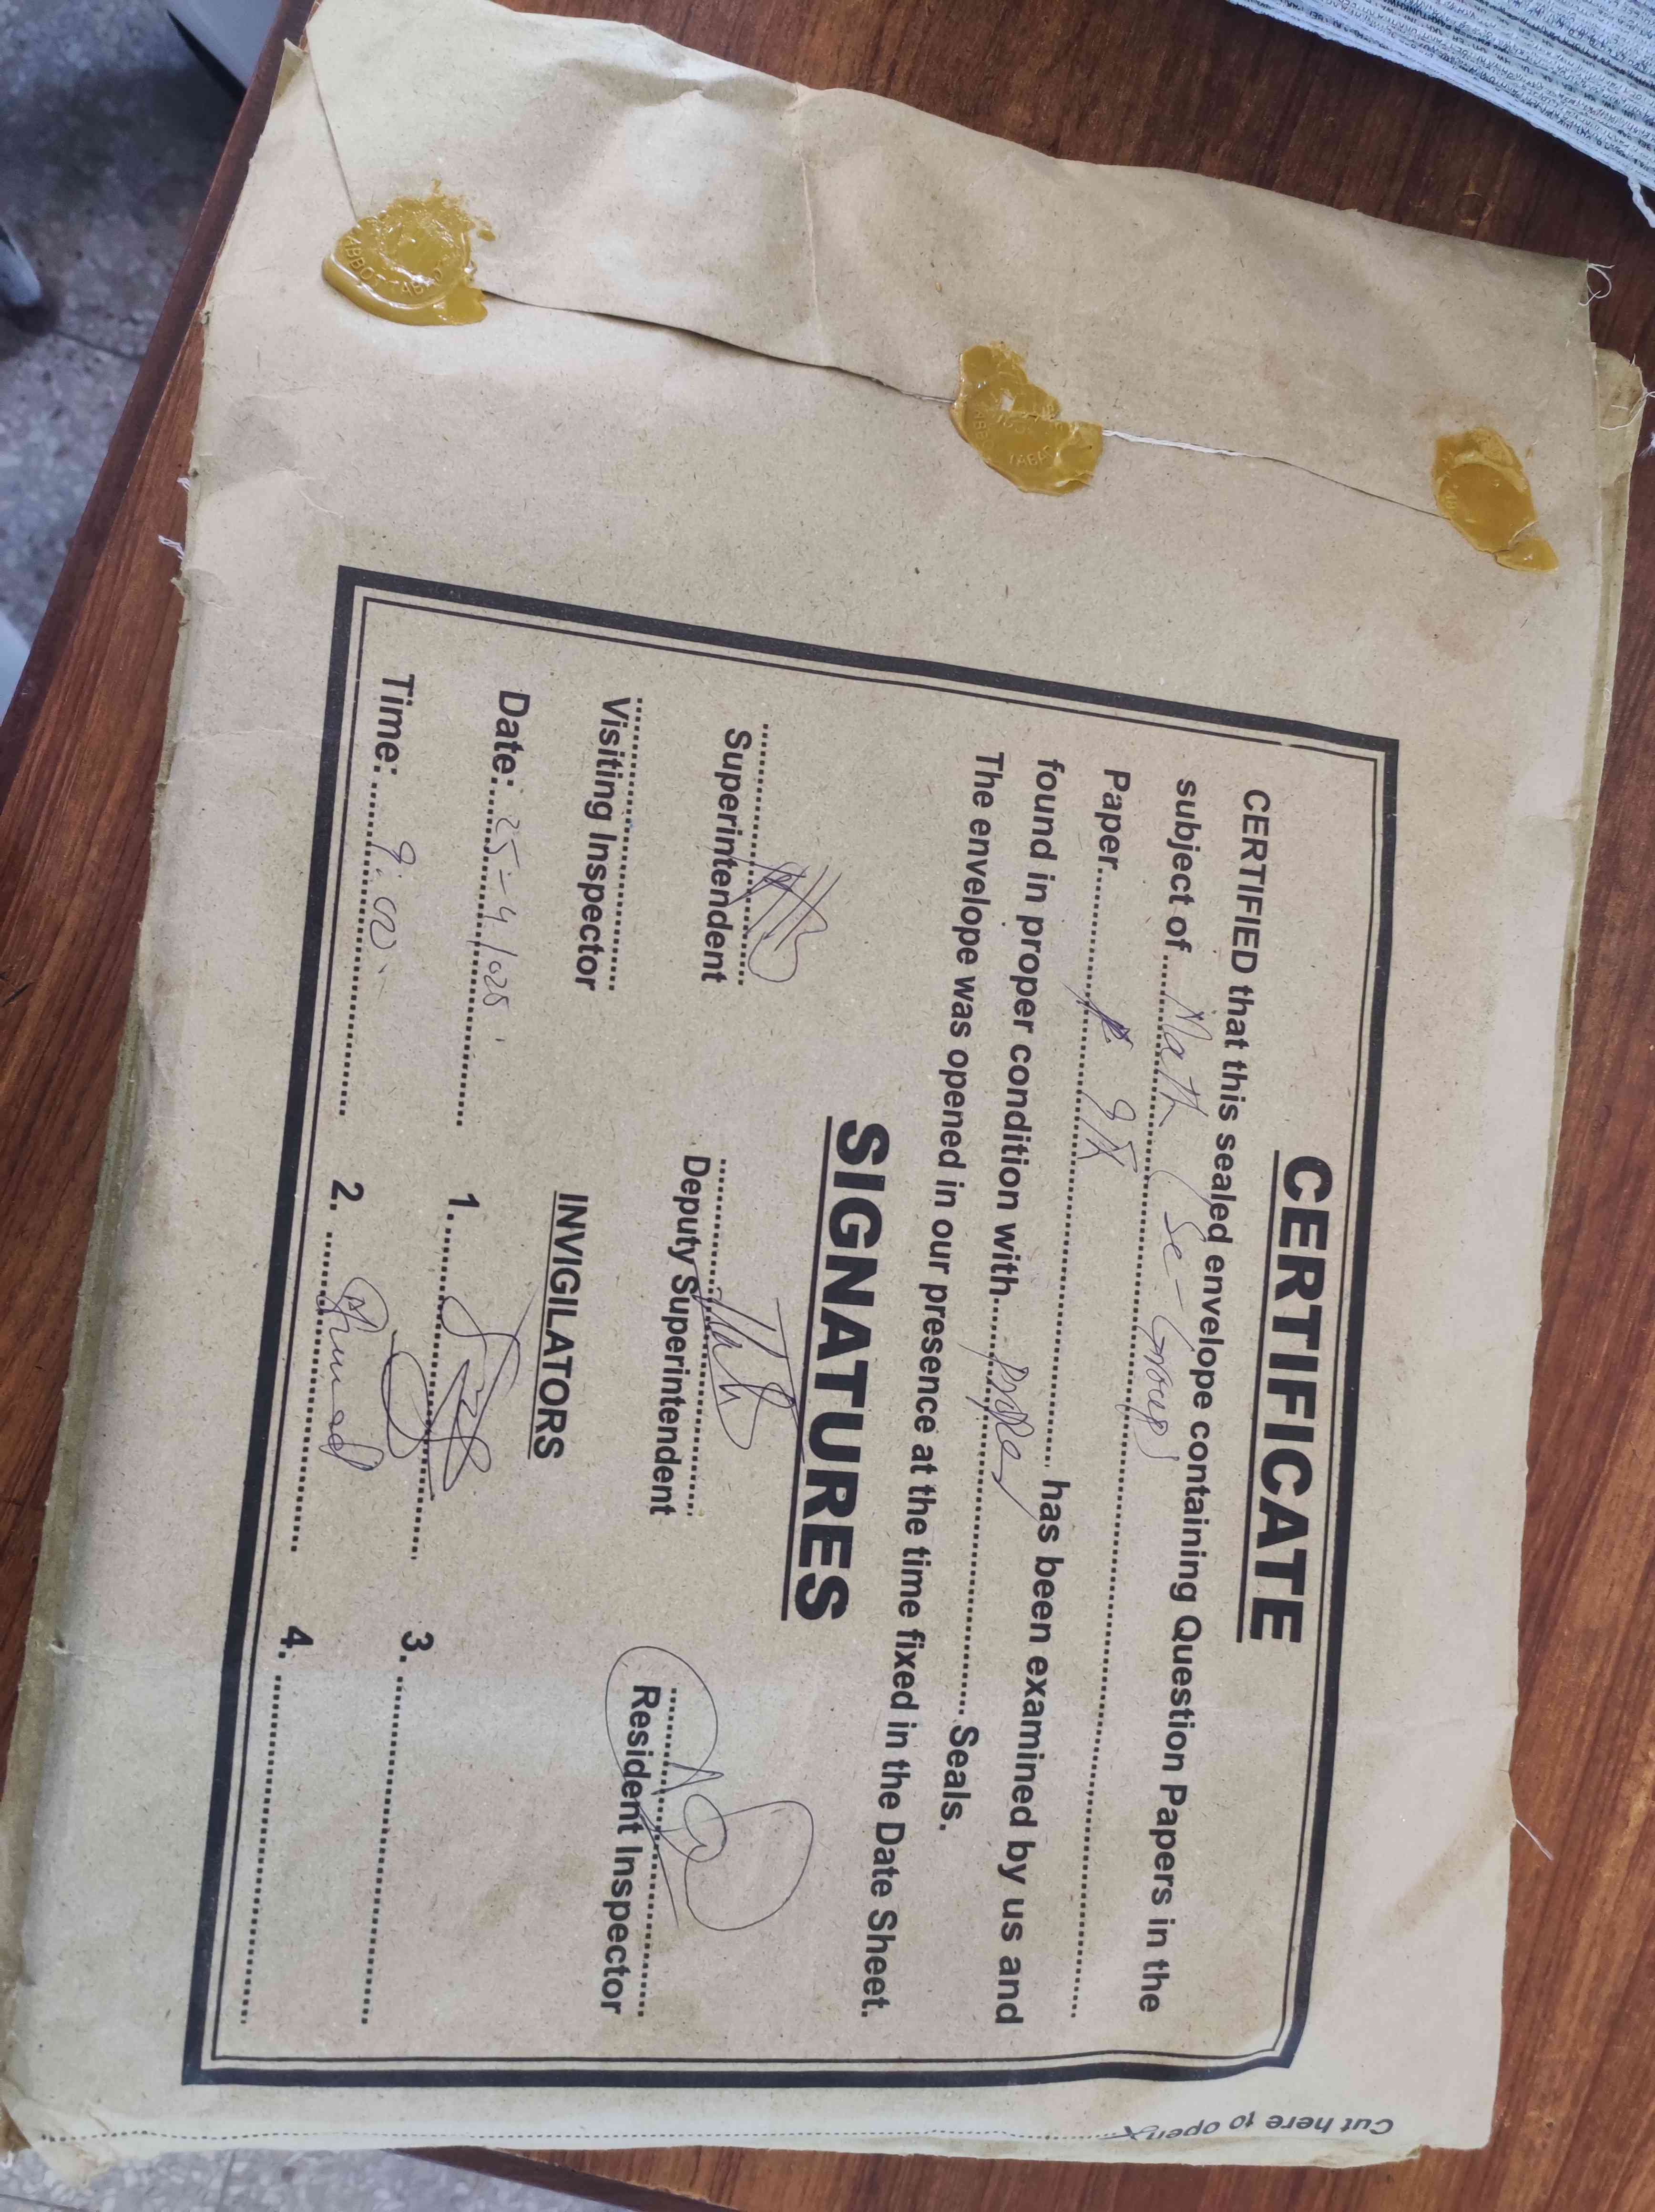 CERTIFICATE
CERTIFIED that this sealed envelope containing Question Papers in the
subject of Math (Sc- Group)
Paper 9th has been examined by us and
found in proper condition with proper Seals.
The envelope was opened in our presence at the time fixed in the Date Sheet.
SIGNATURES
Superintendent Deputy Superintendent Resident Inspector
Visiting Inspector
INVIGILATORS
Date: 25-4/025
1. 3.
Time: 9:00
2. 4.
Cut here to open
ABBOTTABAD